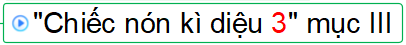 "Chiếc nón kì diệu 3" mục III